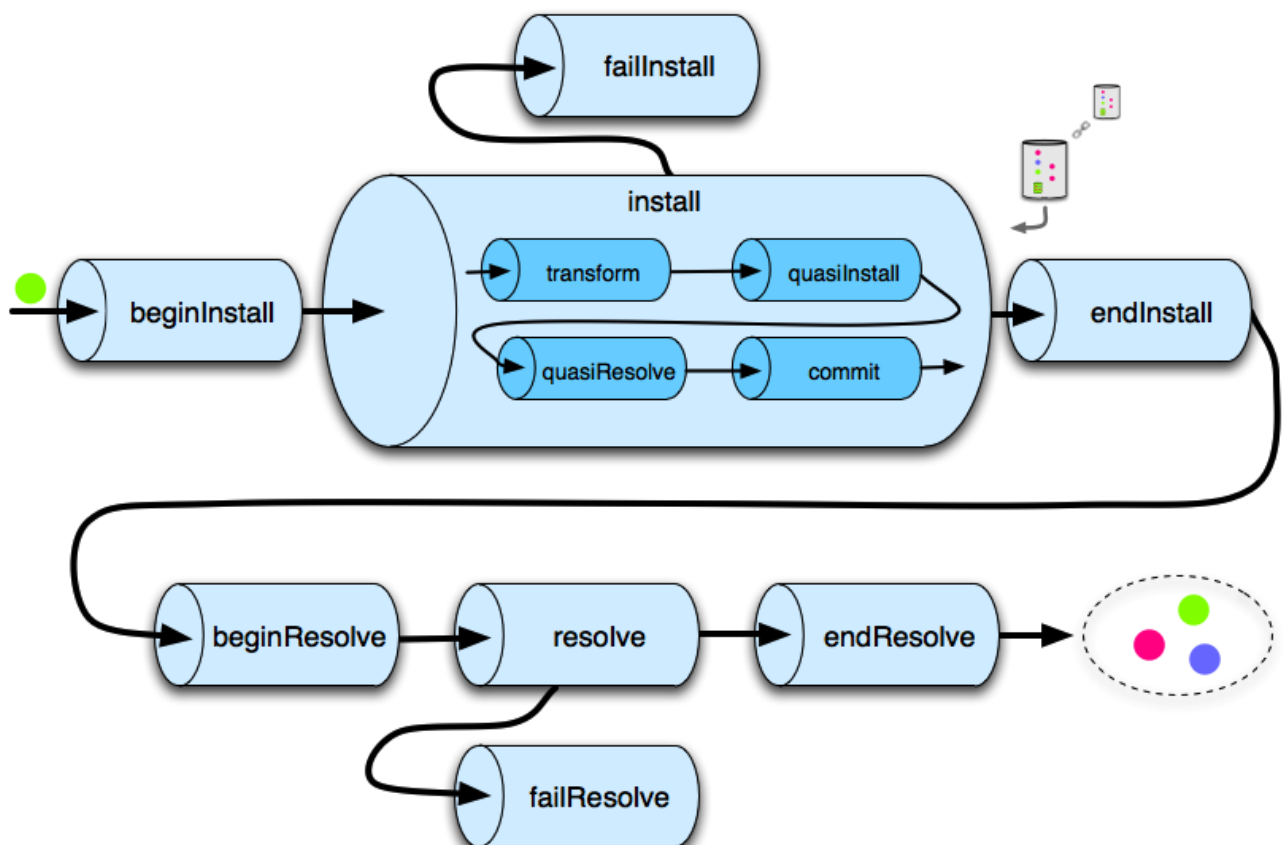 failInstall
install
transform
quasiInstall
beginInstall
endInstall
quasiResolve
commit
beginResolve
resolve
endResolve
failResolve